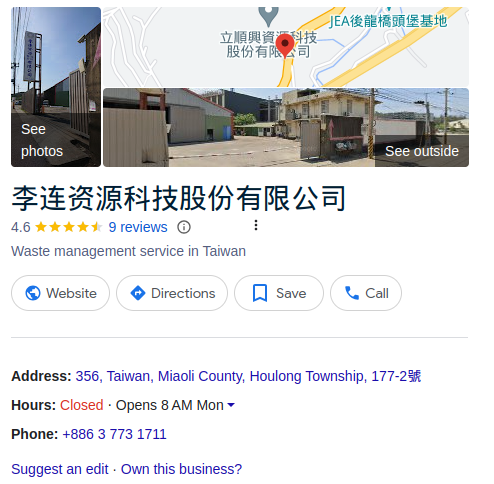 JEA後龍橋頭堡基地
立順興資源科技
股份有限公司
See
photos
See outside
李连资源科技股份有限公司
4.6 9 reviews
Waste management service in Taiwan
Website Directions Save Call
Address: 356, Taiwan, Miaoli County, Houlong Township, 177-2號
Hours: Closed · Opens 8 AM Mon
Phone: +886 3 773 1711
Suggest an edit · Own this business?